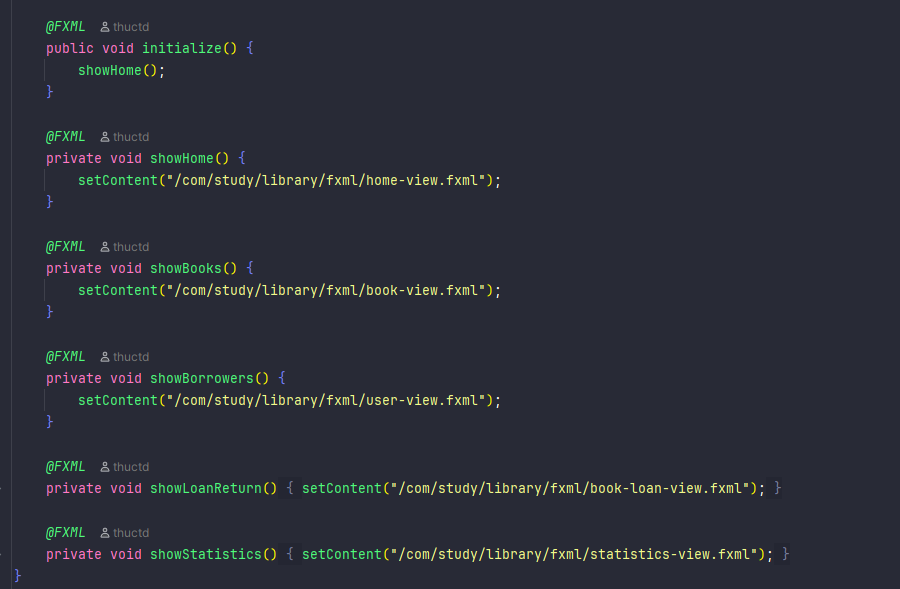 @FXML thuctd
public void initialize() {
showHome();
}
@FXML thuctd
private void showHome() {
setContent("/com/study/library/fxml/home-view.fxml");
}
@FXML thuctd
private void showBooks() {
setContent("/com/study/library/fxml/book-view.fxml");
}
@FXML thuctd
private void showBorrowers() {
setContent("/com/study/library/fxml/user-view.fxml");
}
@FXML thuctd
private void showLoanReturn() { setContent("/com/study/library/fxml/book-loan-view.fxml"); }
@FXML thuctd
private void showStatistics() { setContent("/com/study/library/fxml/statistics-view.fxml"); }
}